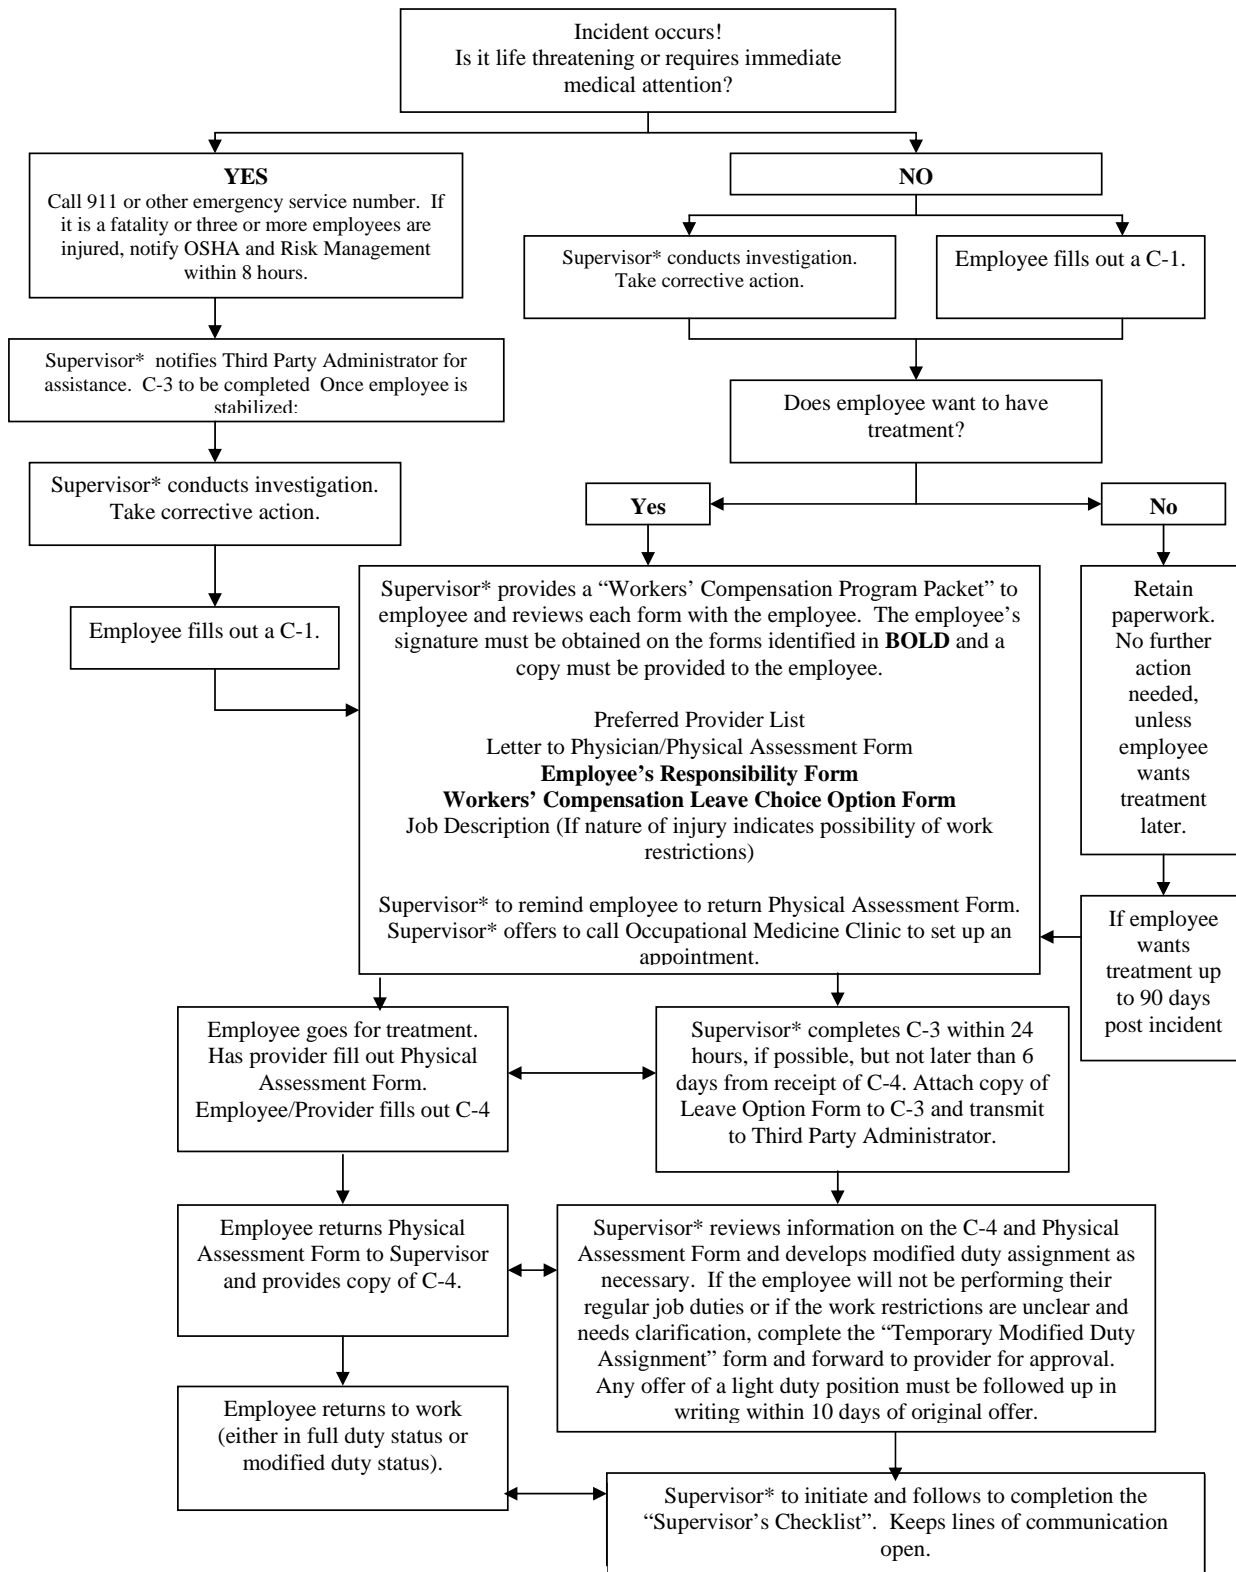 Incident occurs!
Is it life threatening or requires immediate
medical attention?
YES
Call 911 or other emergency service number.  If
it is a fatality or three or more employees are
injured, notify OSHA and Risk Management
within 8 hours.
NO
Supervisor* conducts investigation.
Take corrective action.
Employee fills out a C-1.
Supervisor*  notifies Third Party Administrator for
assistance.  C-3 to be completed  Once employee is
stabilized:
Does employee want to have
treatment?
Supervisor* conducts investigation.
Take corrective action.
Yes
No
Employee fills out a C-1.
Supervisor* provides a “Workers’ Compensation Program Packet” to
employee and reviews each form with the employee.  The employee’s
signature must be obtained on the forms identified in BOLD and a
copy must be provided to the employee.
Preferred Provider List
Letter to Physician/Physical Assessment Form
Employee’s Responsibility Form
Workers’ Compensation Leave Choice Option Form
Job Description (If nature of injury indicates possibility of work
restrictions)
Supervisor* to remind employee to return Physical Assessment Form.
Supervisor* offers to call Occupational Medicine Clinic to set up an
appointment.
Retain
paperwork.
No further
action
needed,
unless
employee
wants
treatment
later.
If employee
wants
treatment up
to 90 days
post incident
Employee goes for treatment.
Has provider fill out Physical
Assessment Form.
Employee/Provider fills out C-4
Supervisor* completes C-3 within 24
hours, if possible, but not later than 6
days from receipt of C-4. Attach copy of
Leave Option Form to C-3 and transmit
to Third Party Administrator.
Employee returns Physical
Assessment Form to Supervisor
and provides copy of C-4.
Supervisor* reviews information on the C-4 and Physical
Assessment Form and develops modified duty assignment as
necessary.  If the employee will not be performing their
regular job duties or if the work restrictions are unclear and
needs clarification, complete the “Temporary Modified Duty
Assignment” form and forward to provider for approval.
Any offer of a light duty position must be followed up in
writing within 10 days of original offer.
Employee returns to work
(either in full duty status or
modified duty status).
Supervisor* to initiate and follows to completion the
“Supervisor’s Checklist”.  Keeps lines of communication
open.